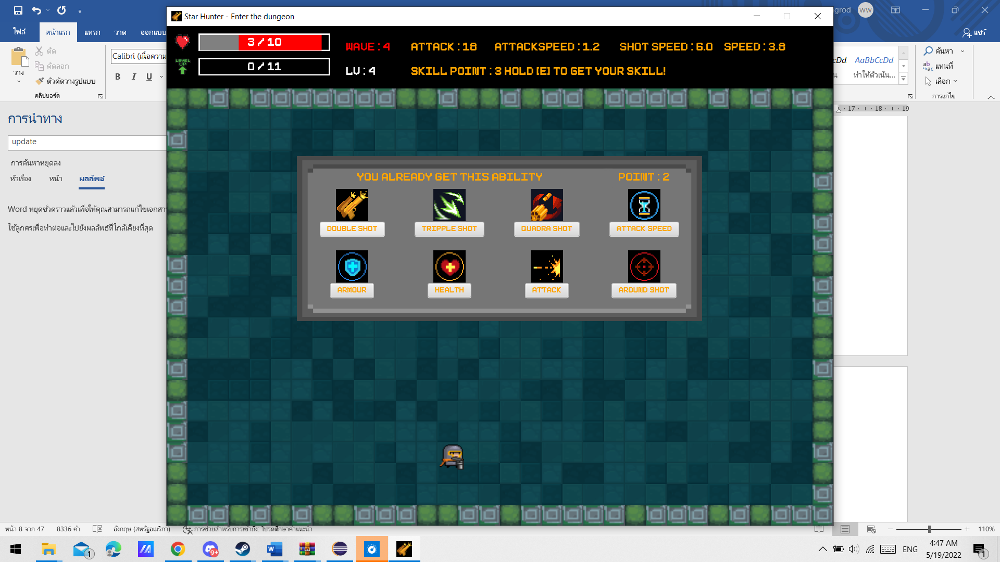 grod WW
Star Hunter - Enter the dungeon
ไฟล์ หน้าแรก แทรก วาด ออกแบบ
แชร์
วาง
ตัด
คัดลอก
ตัวคัดวางรูปแบบ
คลิปบอร์ด
Calibri (เนื้อความ
B I U
3/10
LEVEL UP
0/11
WAVE : 4 ATTACK : 18 ATTACKSPEED : 1.2 SHOT SPEED : 6.0 SPEED : 3.8
LV : 4 SKILL POINT : 3 HOLD [E] TO GET YOUR SKILL!
AaBbCcDd
ทำให้ตัวเน้น...
ค้นหา
แทนที่
เลือก
การแก้ไข
17 18 19
การนำทาง
update
การค้นหาหยุดลง
หัวเรื่อง หน้า ผลลัพธ์
Word หยุดชั่วคราวแล้วเพื่อให้คุณสามารถแก้ไขเอกสาร
ใช้ลูกศรเพื่อทำต่อและไปยังผลลัพธ์ที่ใกล้เคียงที่สุด
YOU ALREADY GET THIS ABILITY POINT : 2
DOUBLE SHOT TRIPPLE SHOT QUADRA SHOT ATTACK SPEED
ARMOUR HEALTH ATTACK AROUND SHOT
หน้า 8 จาก 47 8336 คำ อังกฤษ (สหรัฐอเมริกา) การช่วยสำหรับการเข้าถึง: โปรดศึกษาคำแนะนำ 110%
1 9+ ENG 4:47 AM
5/19/2022 1